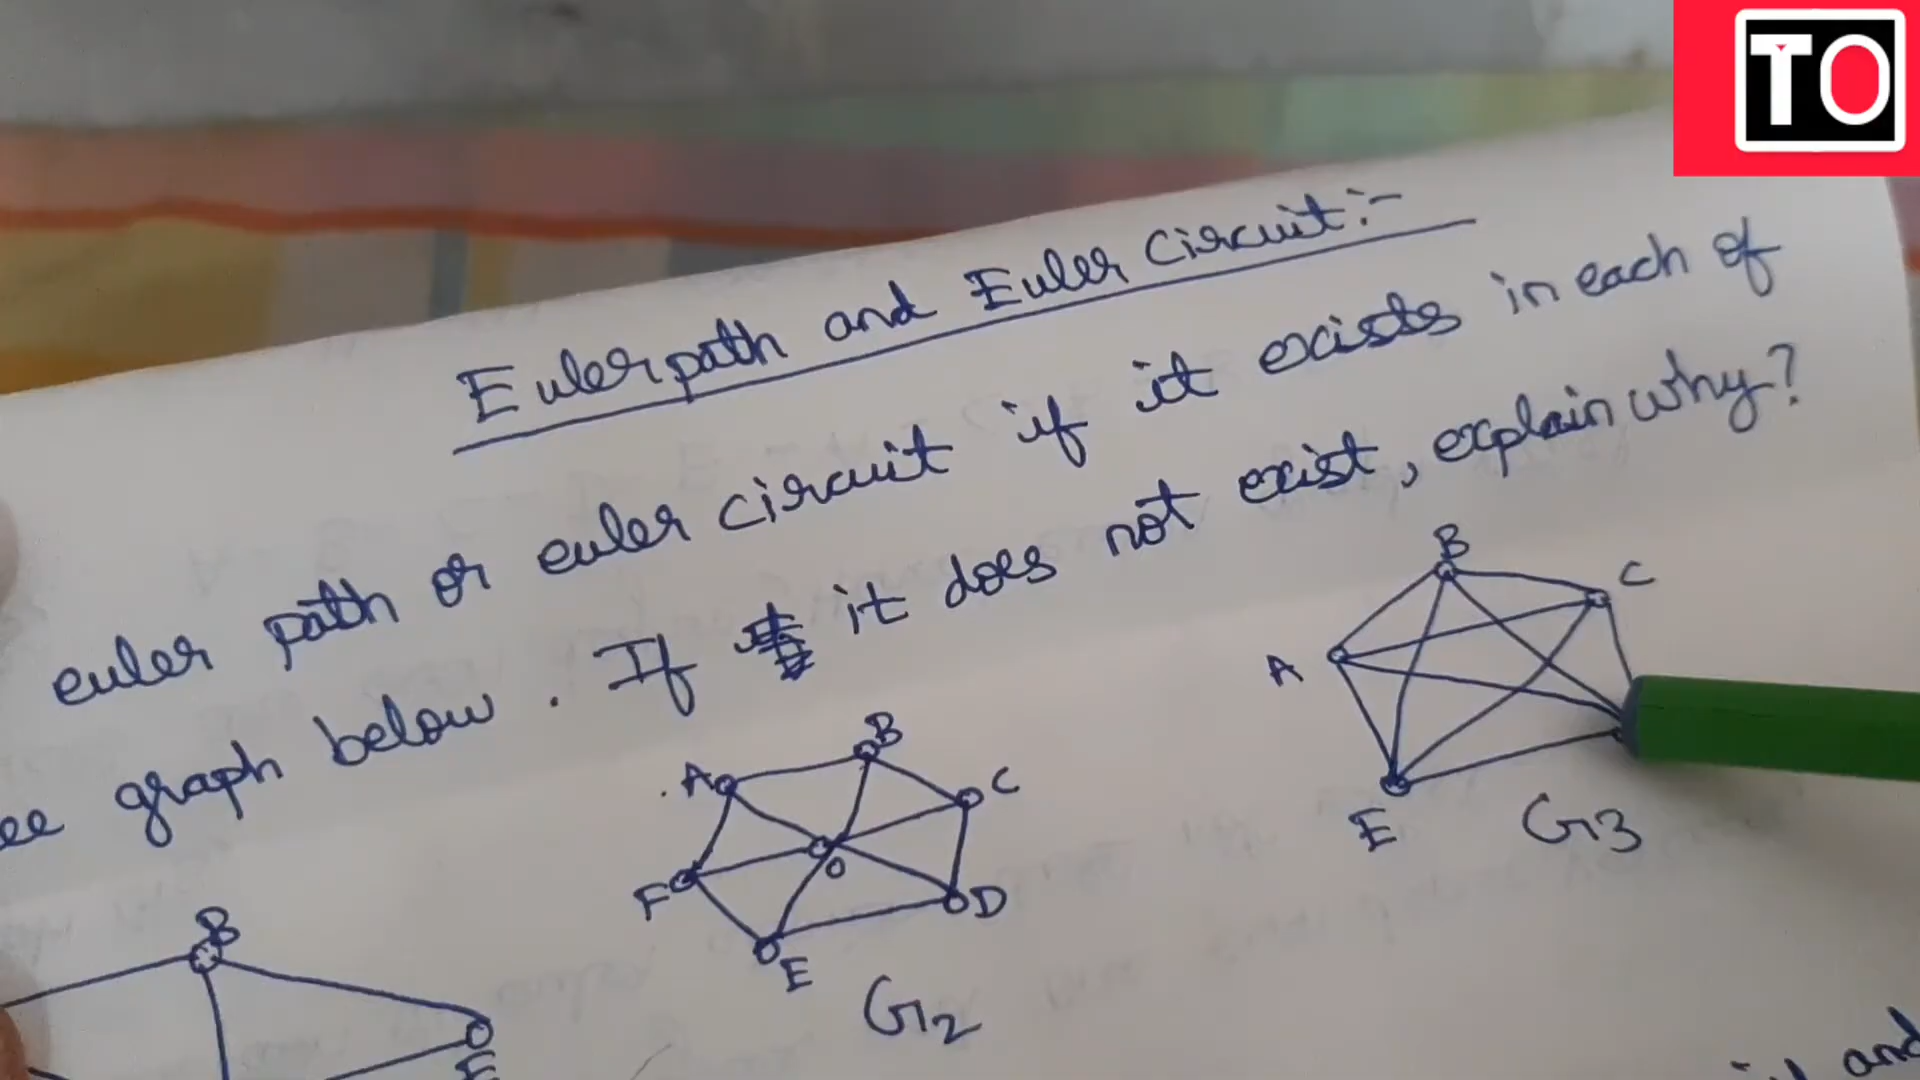 TO
Euler path and Euler Circuit:-
euler path or euler circuit if it exists in each of
graph below. If it does not exist, explain why?
B
C
A
E
G3
A
B
C
O
F
D
E
G2
B
and